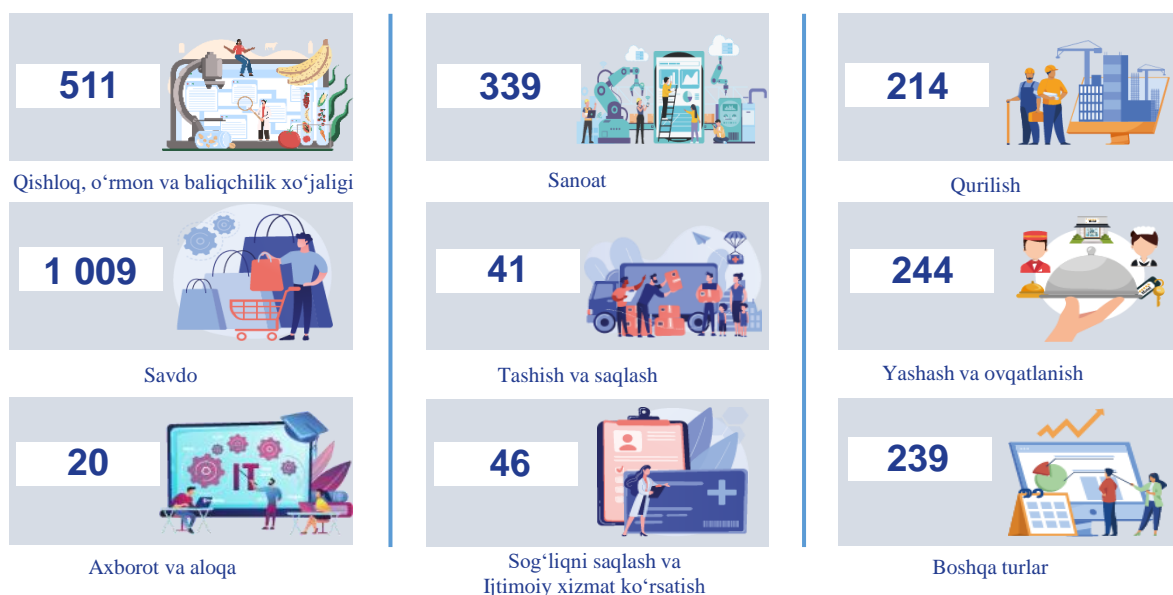 511
Qishloq, o‘rmon va baliqchilik xo‘jaligi
339
Sanoat
214
Qurilish
1 009
Savdo
41
Tashish va saqlash
244
Yashash va ovqatlanish
20
IT
Axborot va aloqa
46
Sog‘liqni saqlash va
Ijtimoiy xizmat ko‘rsatish
239
Boshqa turlar